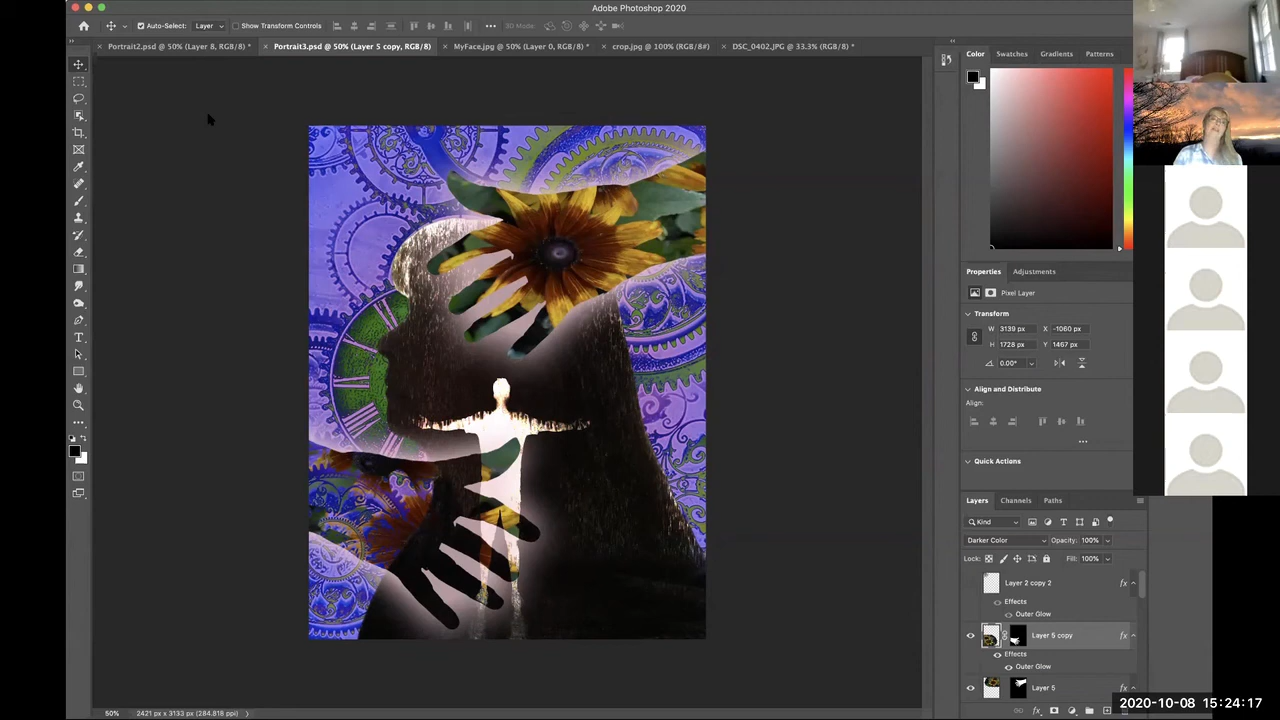 Adobe Photoshop 2020
Auto-Select: Layer Show Transform Controls 3D Mode:
Portrait2.psd @ 50% (Layer 8, RGB/8) * Portrait3.psd @ 50% (Layer 5 copy, RGB/8) MyFace.jpg @ 50% (Layer 0, RGB/8) * crop.jpg @ 100% (RGB/8#) DSC_0402.JPG @ 33.3% (RGB/8) *
Color Swatches Gradients Patterns
Properties Adjustments
Pixel Layer
Transform
W 3139 px X -1060 px
H 1728 px Y 1467 px
0.00°
Align and Distribute
Align:
Quick Actions
Layers Channels Paths
Kind
Darker Color Opacity: 100%
Lock: Fill: 100%
Layer 2 copy 2 fx
Effects
Outer Glow
Layer 5 copy fx
Effects
Outer Glow
Layer 5 fx
2020-10-08 15:24:17
50% 2421 px x 3133 px (284.818 ppi)